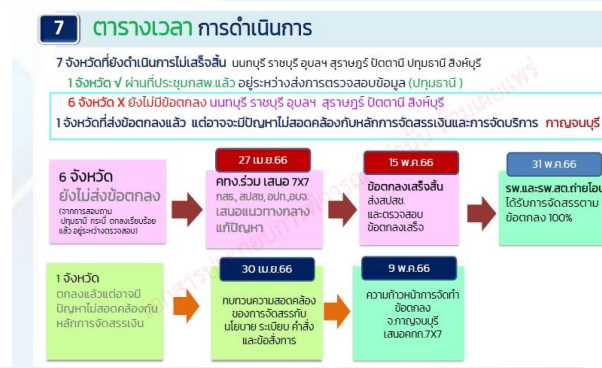 7 ตารางเวลา การดำเนินการ
7 จังหวัดที่ยังดำเนินการไม่เสร็จสิ้น นนทบุรี ราชบุรี อุบลฯ สุราษฎร์ ปัตตานี ปทุมธานี สิงห์บุรี
1 จังหวัด √ ผ่านที่ประชุมกสพ.แล้ว อยู่ระหว่างส่งการตรวจสอบข้อมูล (ปทุมธานี )
6 จังหวัด X ยังไม่มีข้อตกลง นนทบุรี ราชบุรี อุบลฯ สุราษฎร์ ปัตตานี สิงห์บุรี
1 จังหวัดที่ส่งข้อตกลงแล้ว แต่อาจจะมีปัญหาไม่สอดคล้องกับหลักการจัดสรรเงินและการจัดบริการ กาญจนบุรี
6 จังหวัด
ยังไม่ส่งข้อตกลง
(จากการสอบถาม
ปทุมธานี กระบี่ ตกลงเรียบร้อย
แล้ว อยู่ระหว่างตรวจสอบ)
27 เม.ย.66
คทง.ร่วม เสนอ 7X7
กสธ., สปสช, อปท,อบจ.
เสนอแนวทางกลาง
แก้ปัญหา
15 พ.ค.66
ข้อตกลงเสร็จสิ้น
ส่งสปสช.
และตรวจสอบ
ข้อตกลงเสร็จ
31 พ.ค.66
รพ.และรพ.สต.ถ่ายโอน
ได้รับการจัดสรรตาม
ข้อตกลง 100%
1 จังหวัด
ตกลงแล้วแต่อาจมี
ปัญหาไม่สอดคล้องกับ
หลักการจัดสรรเงิน
30 เม.ย.66
ทบทวนความสอดคล้อง
ของการจัดสรรกับ
นโยบาย ระเบียบ คำสั่ง
และข้อสั่งการ
9 พ.ค.66
ความก้าวหน้าการจัดทำ
ข้อตกลง
จ.กาญจนบุรี
เสนอคกก.7X7